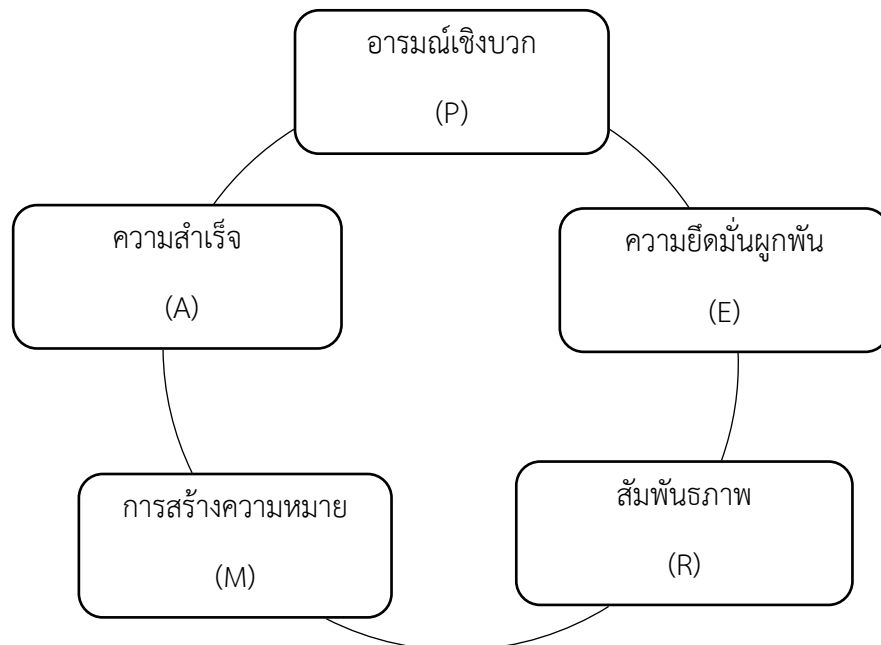 อารมณ์เชิงบวก
(P)
ความสำเร็จ
(A)
ความยึดมั่นผูกพัน
(E)
การสร้างความหมาย
(M)
สัมพันธภาพ
(R)